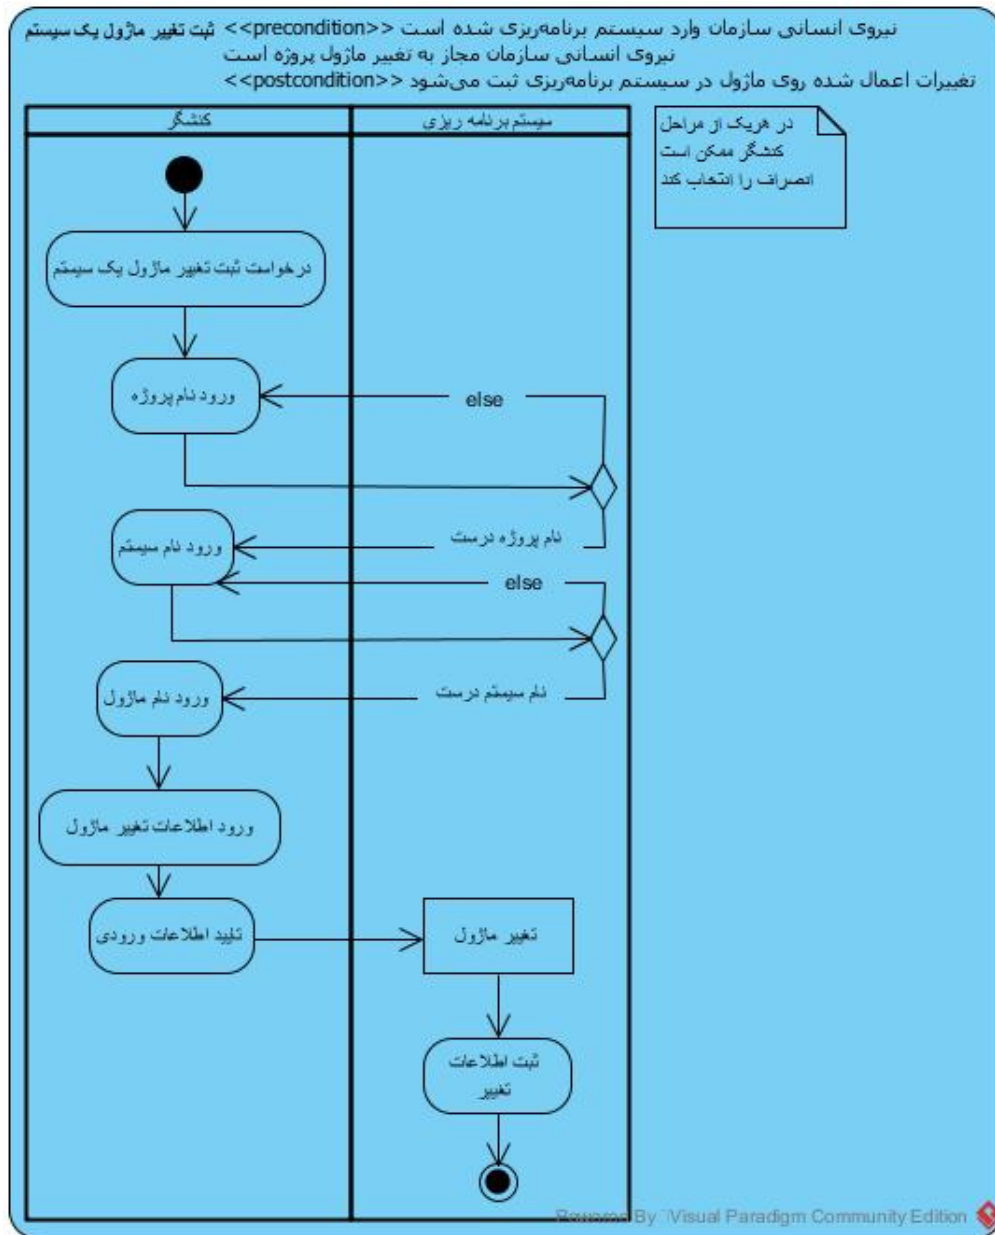 ثبت تغییر ماژول یک سیستم <<precondition>> نیروی انسانی سازمان وارد سیستم برنامه‌ریزی شده است
نیروی انسانی سازمان مجاز به تغییر ماژول پروژه است
<<postcondition>> تغییرات اعمال شده روی ماژول در سیستم برنامه‌ریزی ثبت می‌شود
کنشگر
سیستم برنامه ریزی
در هریک از مراحل
کنشگر ممکن است
انصراف را انتخاب کند
درخواست ثبت تغییر ماژول یک سیستم
ورود نام پروژه
else
نام پروژه درست
ورود نام سیستم
else
نام سیستم درست
ورود نام ماژول
ورود اطلاعات تغییر ماژول
تایید اطلاعات ورودی
تغییر ماژول
ثبت اطلاعات
تغییر
Powered By Visual Paradigm Community Edition